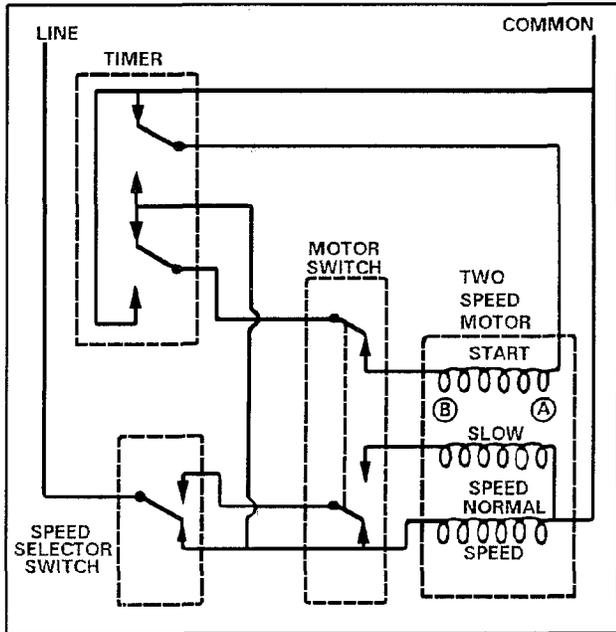 LINE
COMMON
TIMER
MOTOR
SWITCH
TWO
SPEED
MOTOR
START
B
A
SLOW
SPEED
NORMAL
SPEED
SPEED
SELECTOR
SWITCH